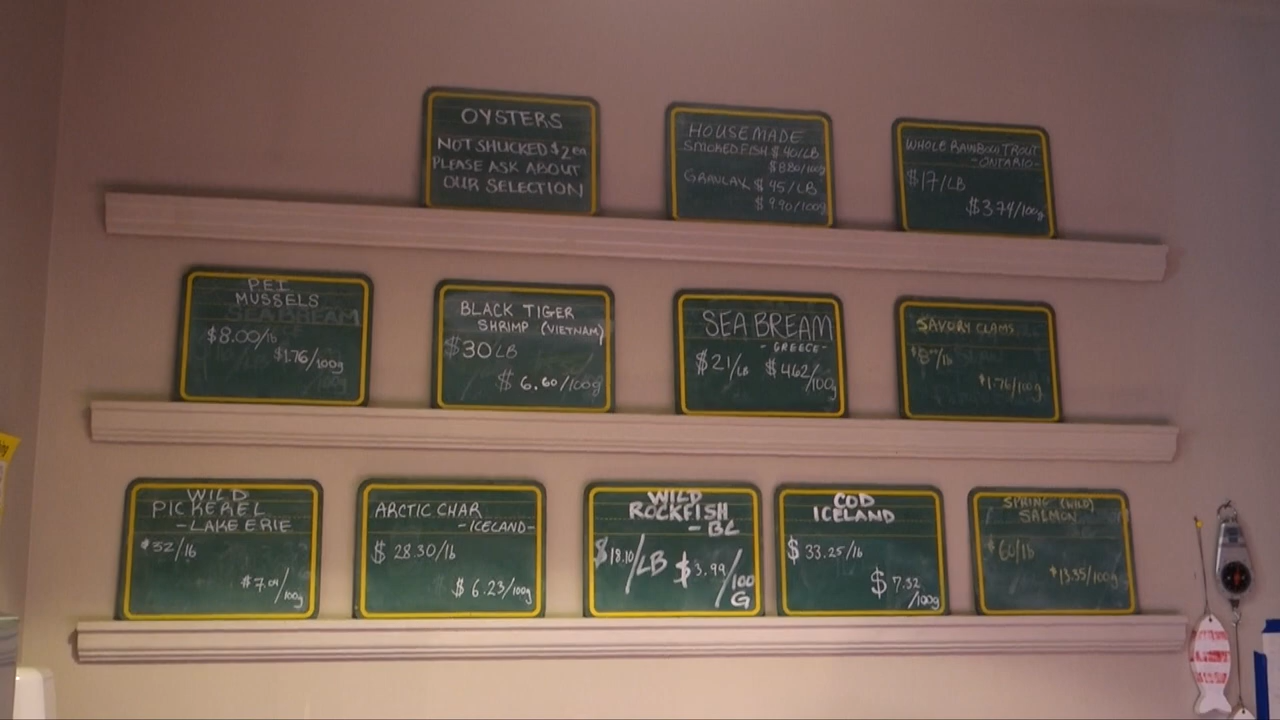 OYSTERS
NOT SHUCKED $2 ea
PLEASE ASK ABOUT
OUR SELECTION
HOUSEMADE
SMOKED FISH $40/LB
$8.80/100g
GRAVLAX $45/LB
$9.90/100g
WHOLE RAINBOW TROUT
-ONTARIO-
$17/LB
$3.74/100g
PEI
MUSSELS
SEA BREAM
$8.00/lb
$1.76/100g
BLACK TIGER
SHRIMP (VIETNAM)
$30 LB
$6.60/100g
SEA BREAM
-GREECE-
$21/LB $4.62/
100g
SAVORY CLAMS
/lb
$1.76/100g
WILD
PICKEREL
-LAKE ERIE
$32/lb
$7.04/
100g
ARCTIC CHAR
-ICELAND-
$28.30/lb
$6.23/100g
WILD
ROCKFISH
- BC
$18.10/LB $3.99/
100
G
COD
ICELAND
$33.25/lb
$7.32
/100g
SPRING (WILD)
SALMON
$60/lb
$13.35/100g